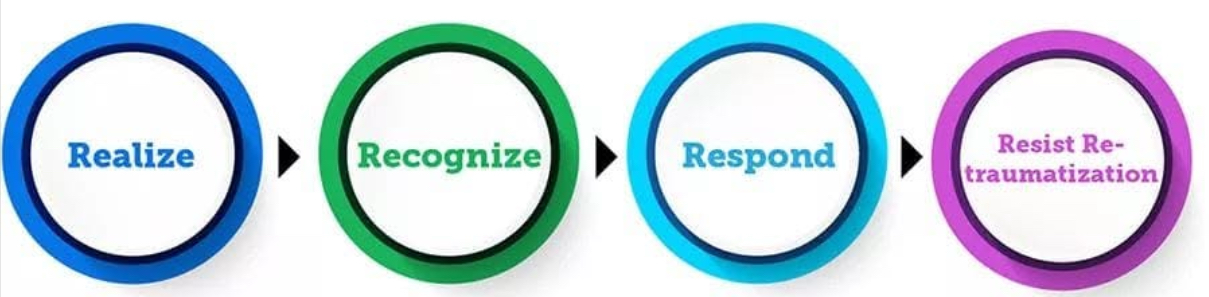 Realize
Recognize
Respond
Resist Re-
traumatization